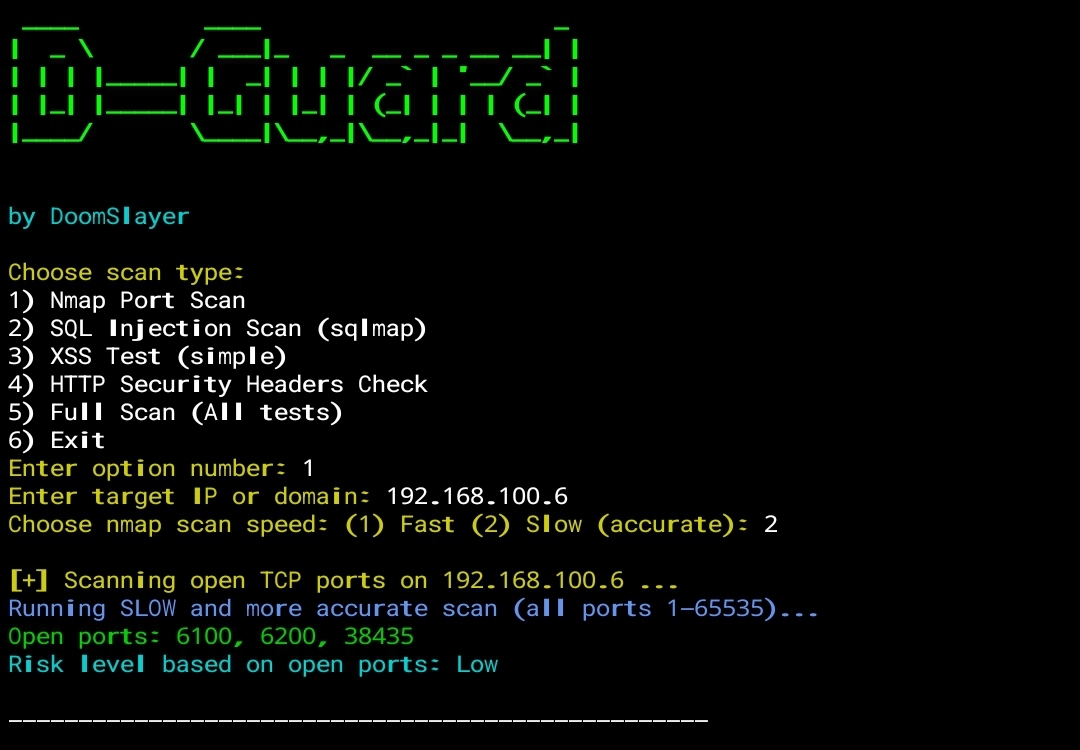 D-Guard
by DoomSlayer
Choose scan type:
1) Nmap Port Scan
2) SQL Injection Scan (sqlmap)
3) XSS Test (simple)
4) HTTP Security Headers Check
5) Full Scan (All tests)
6) Exit
Enter option number: 1
Enter target IP or domain: 192.168.100.6
Choose nmap scan speed: (1) Fast (2) Slow (accurate): 2
[+] Scanning open TCP ports on 192.168.100.6 ...
Running SLOW and more accurate scan (all ports 1-65535)...
Open ports: 6100, 6200, 38435
Risk level based on open ports: Low